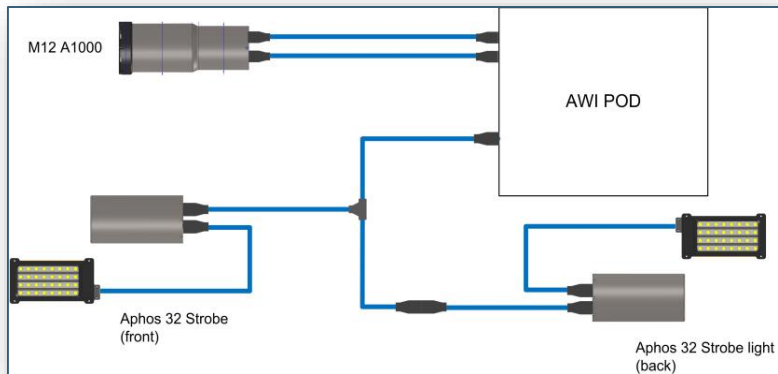 M12 A1000
AWI POD
Aphos 32 Strobe
(front)
Aphos 32 Strobe light
(back)